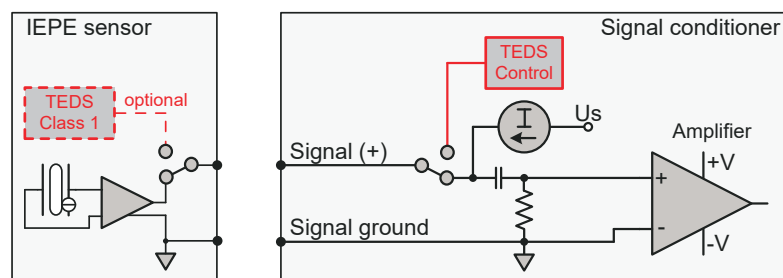 IEPE sensor
TEDS
Class 1
optional
Signal conditioner
TEDS
Control
I
Us
Amplifier
Signal (+)
+V
+
Signal ground
-
-V